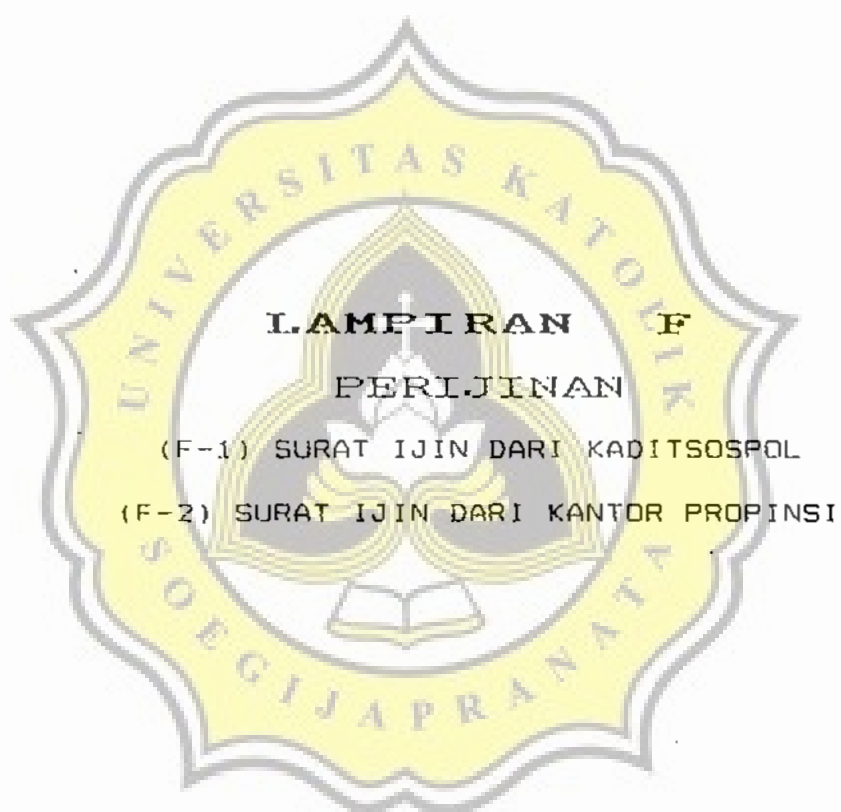 UNIVERSITAS KATOLIK
LAMPIRAN F
PERIJINAN
(F-1) SURAT IJIN DARI KADITSOSPOL
(F-2) SURAT IJIN DARI KANTOR PROPINSI
SOEGIJAPRANATA